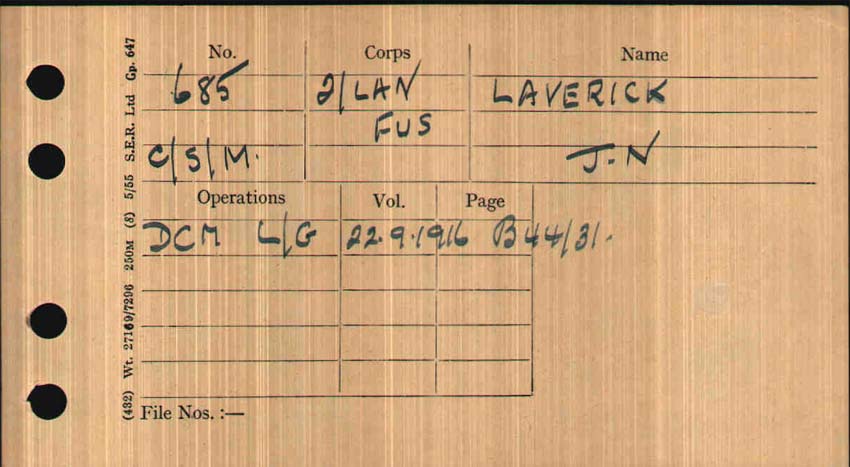 No. Corps Name
685 2/LAN LAVERICK
FUS
C/S/M. J.N
Operations Vol. Page
DCM L/G 22.9.1916 B44/31.
File Nos. :—
(432) Wt. 27169/7296 250M (8) 5/55 S.E.R. Ltd Gp. 647